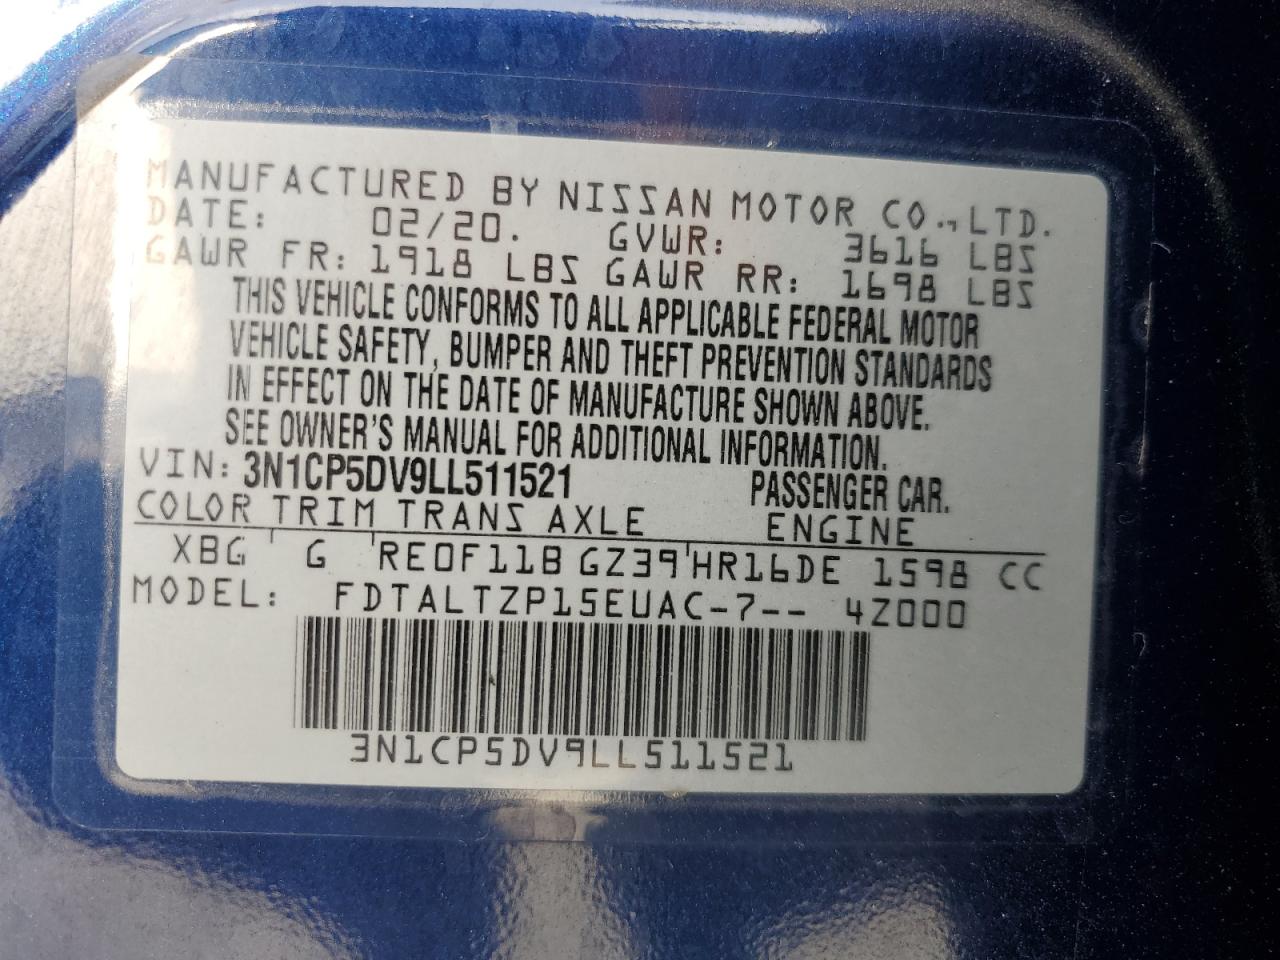 MANUFACTURED BY NISSAN MOTOR CO., LTD.
DATE: 02/20. GVWR: 3616 LBS
GAWR FR: 1918 LBS GAWR RR: 1698 LBS
THIS VEHICLE CONFORMS TO ALL APPLICABLE FEDERAL MOTOR
VEHICLE SAFETY, BUMPER AND THEFT PREVENTION STANDARDS
IN EFFECT ON THE DATE OF MANUFACTURE SHOWN ABOVE.
SEE OWNER'S MANUAL FOR ADDITIONAL INFORMATION.
VIN: 3N1CP5DV9LL511521 PASSENGER CAR.
COLOR TRIM TRANS AXLE ENGINE
XBG G RE0F11B GZ39 HR16DE 1598 CC
MODEL: FDTALTZP15EUAC-7-- 4Z000
3N1CP5DV9LL511521